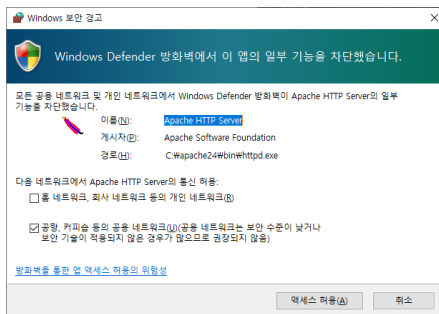 Windows 보안 경고
Windows Defender 방화벽에서 이 앱의 일부 기능을 차단했습니다.
모든 공용 네트워크 및 개인 네트워크에서 Windows Defender 방화벽이 Apache HTTP Server의 일부
기능을 차단했습니다.
이름(N): Apache HTTP Server
게시자(P): Apache Software Foundation
경로(H): C:₩apache24₩bin₩httpd.exe
다음 네트워크에서 Apache HTTP Server의 통신 허용:
홈 네트워크, 회사 네트워크 등의 개인 네트워크(R)
공항, 커피숍 등의 공용 네트워크(U)(공용 네트워크는 보안 수준이 낮거나
보안 기술이 적용되지 않은 경우가 많으므로 권장되지 않음)
방화벽을 통한 앱 액세스 허용의 위험성
액세스 허용(A) 취소